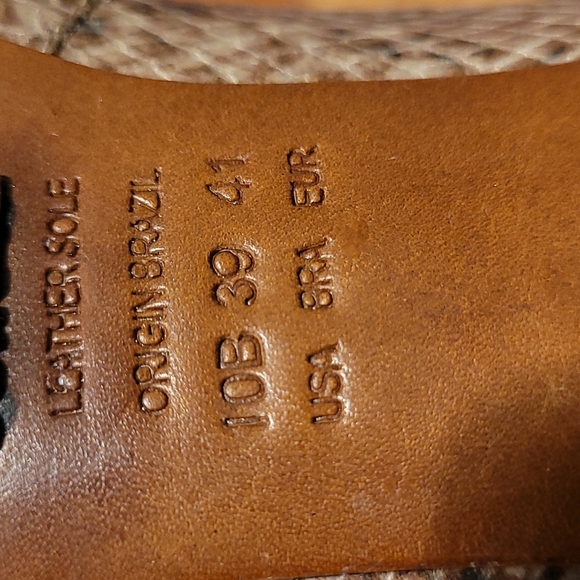 LEATHER SOLE
ORIGIN BRAZIL
10B 39 41
USA BRA EUR